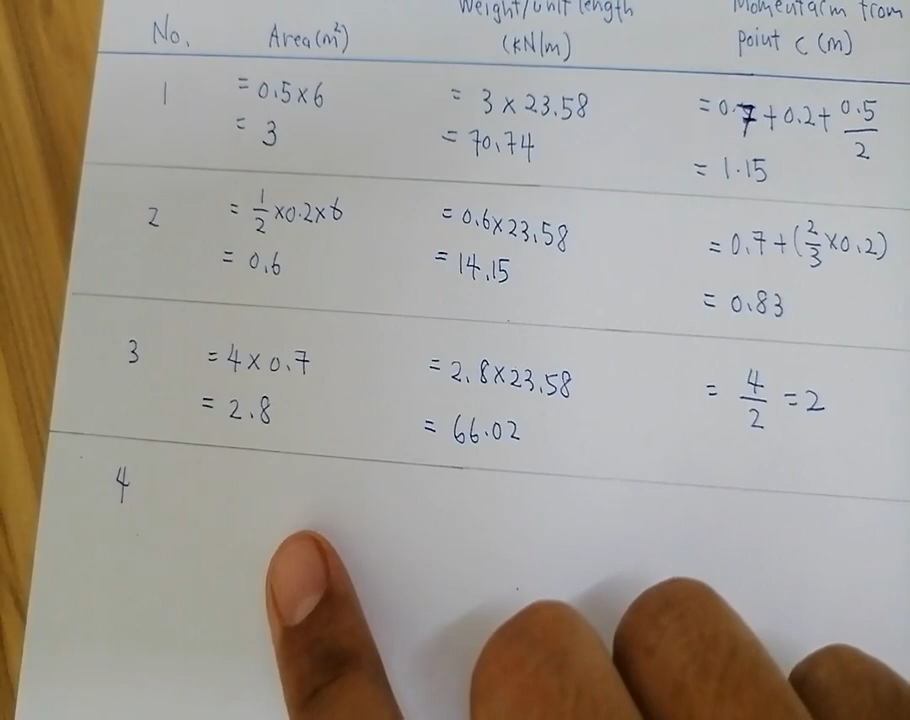 Weight/unit length Momentarm from
No. Area(m²) (KN/m) point C (m)
1 = 0.5×6 = 3 × 23.58 = 0.7 + 0.2 + 0.5/2
= 3 = 70.74 = 1.15
2 = 1/2 ×0.2×6 = 0.6×23.58 = 0.7 + (2/3 ×0.2)
= 0.6 = 14.15 = 0.83
3 = 4 × 0.7 = 2.8×23.58 = 4/2 = 2
= 2.8 = 66.02
4